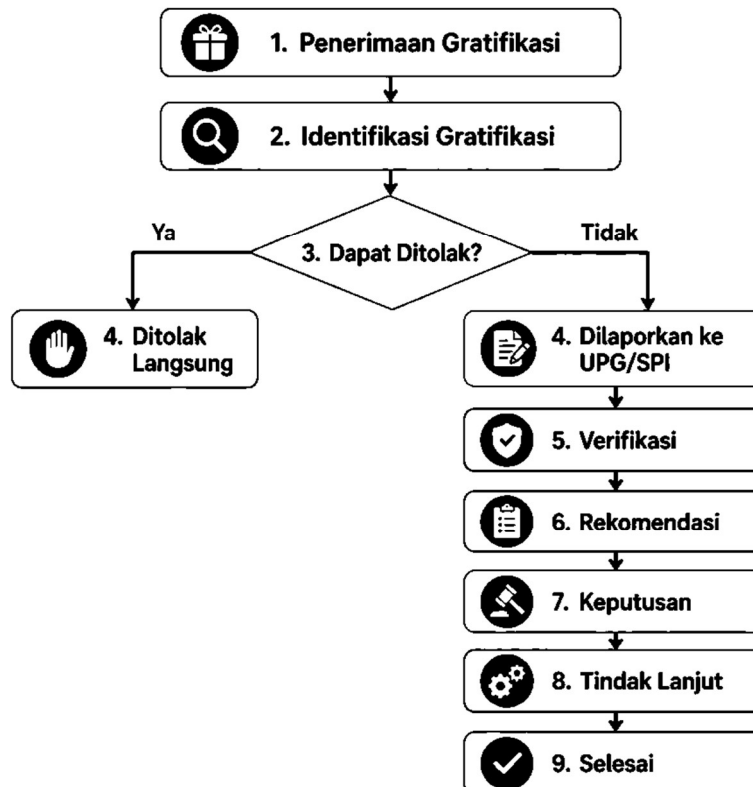 1. Penerimaan Gratifikasi
2. Identifikasi Gratifikasi
3. Dapat Ditolak?
Ya
Tidak
4. Ditolak
Langsung
4. Dilaporkan ke
UPG/SPI
5. Verifikasi
6. Rekomendasi
7. Keputusan
8. Tindak Lanjut
9. Selesai